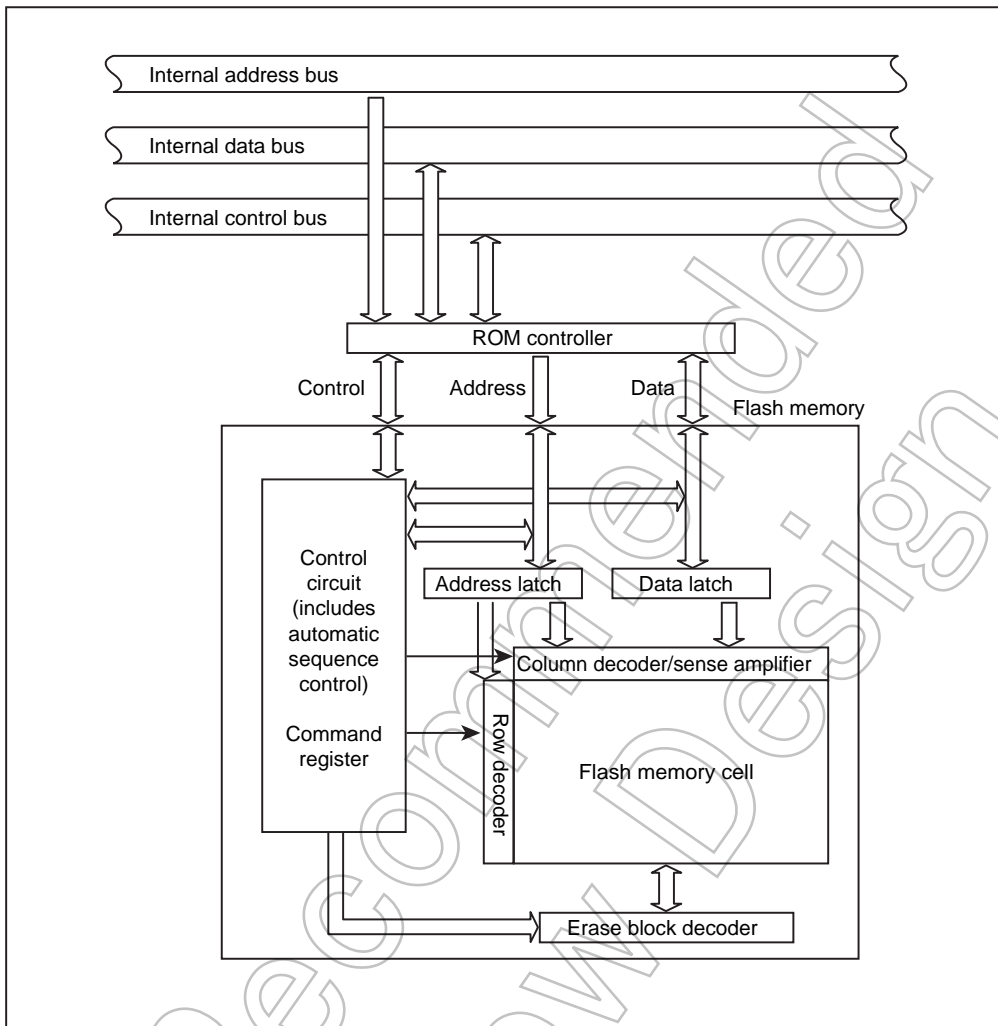 Internal address bus
Internal data bus
Internal control bus
ROM controller
Control
Address
Data
Flash memory
Control
circuit
(includes
automatic
sequence
control)
Command
register
Address latch
Data latch
Column decoder/sense amplifier
Row decoder
Flash memory cell
Erase block decoder
Recommended
Design